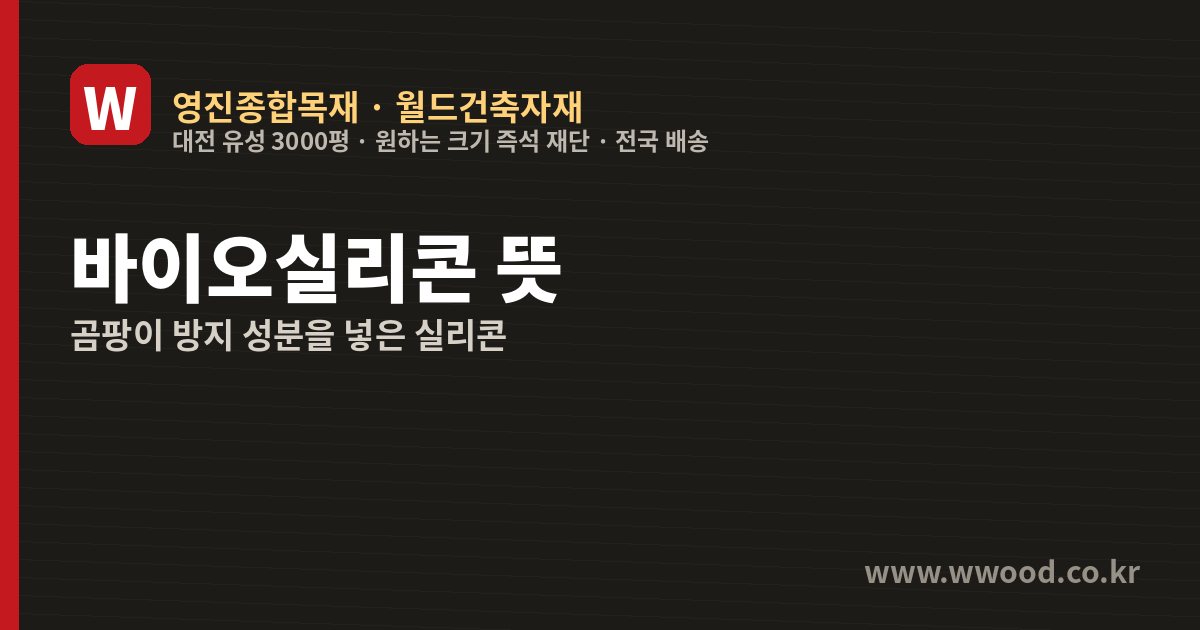 W
영진종합목재 · 월드건축자재
대전 유성 3000평 · 원하는 크기 즉석 재단 · 전국 배송
바이오실리콘 뜻
곰팡이 방지 성분을 넣은 실리콘
www.wwood.co.kr